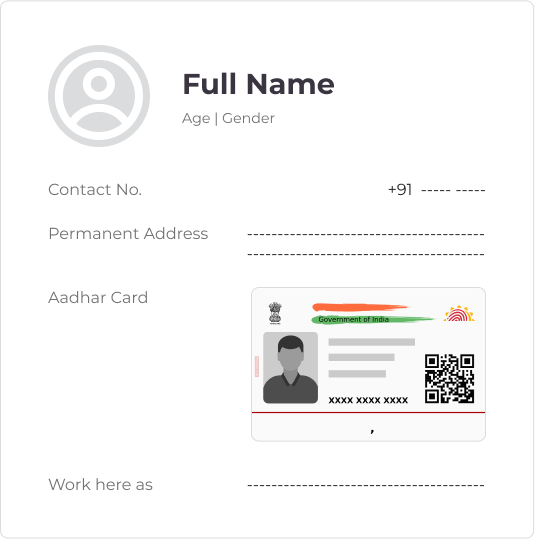 Full Name
Age | Gender
Contact No.
+91 ----- -----
Permanent Address
---------------------------------------
---------------------------------------
Aadhar Card
Government of India
xxxx xxxx xxxx
,
Work here as
---------------------------------------